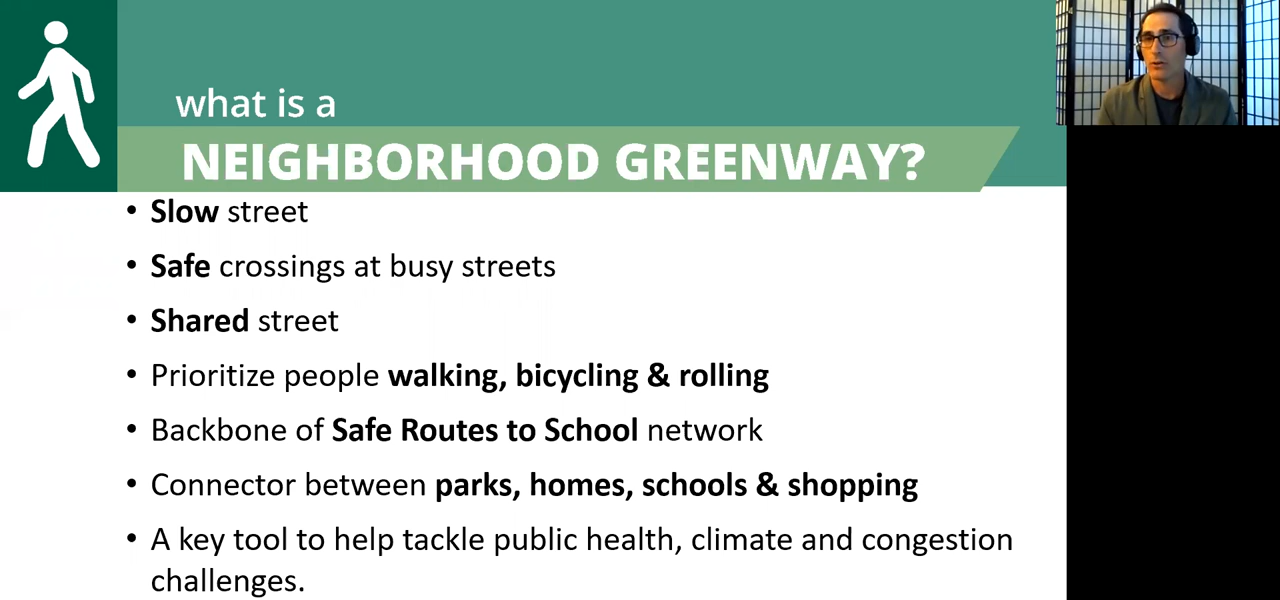 what is a
NEIGHBORHOOD GREENWAY?
• Slow street
• Safe crossings at busy streets
• Shared street
• Prioritize people walking, bicycling & rolling
• Backbone of Safe Routes to School network
• Connector between parks, homes, schools & shopping
• A key tool to help tackle public health, climate and congestion
challenges.